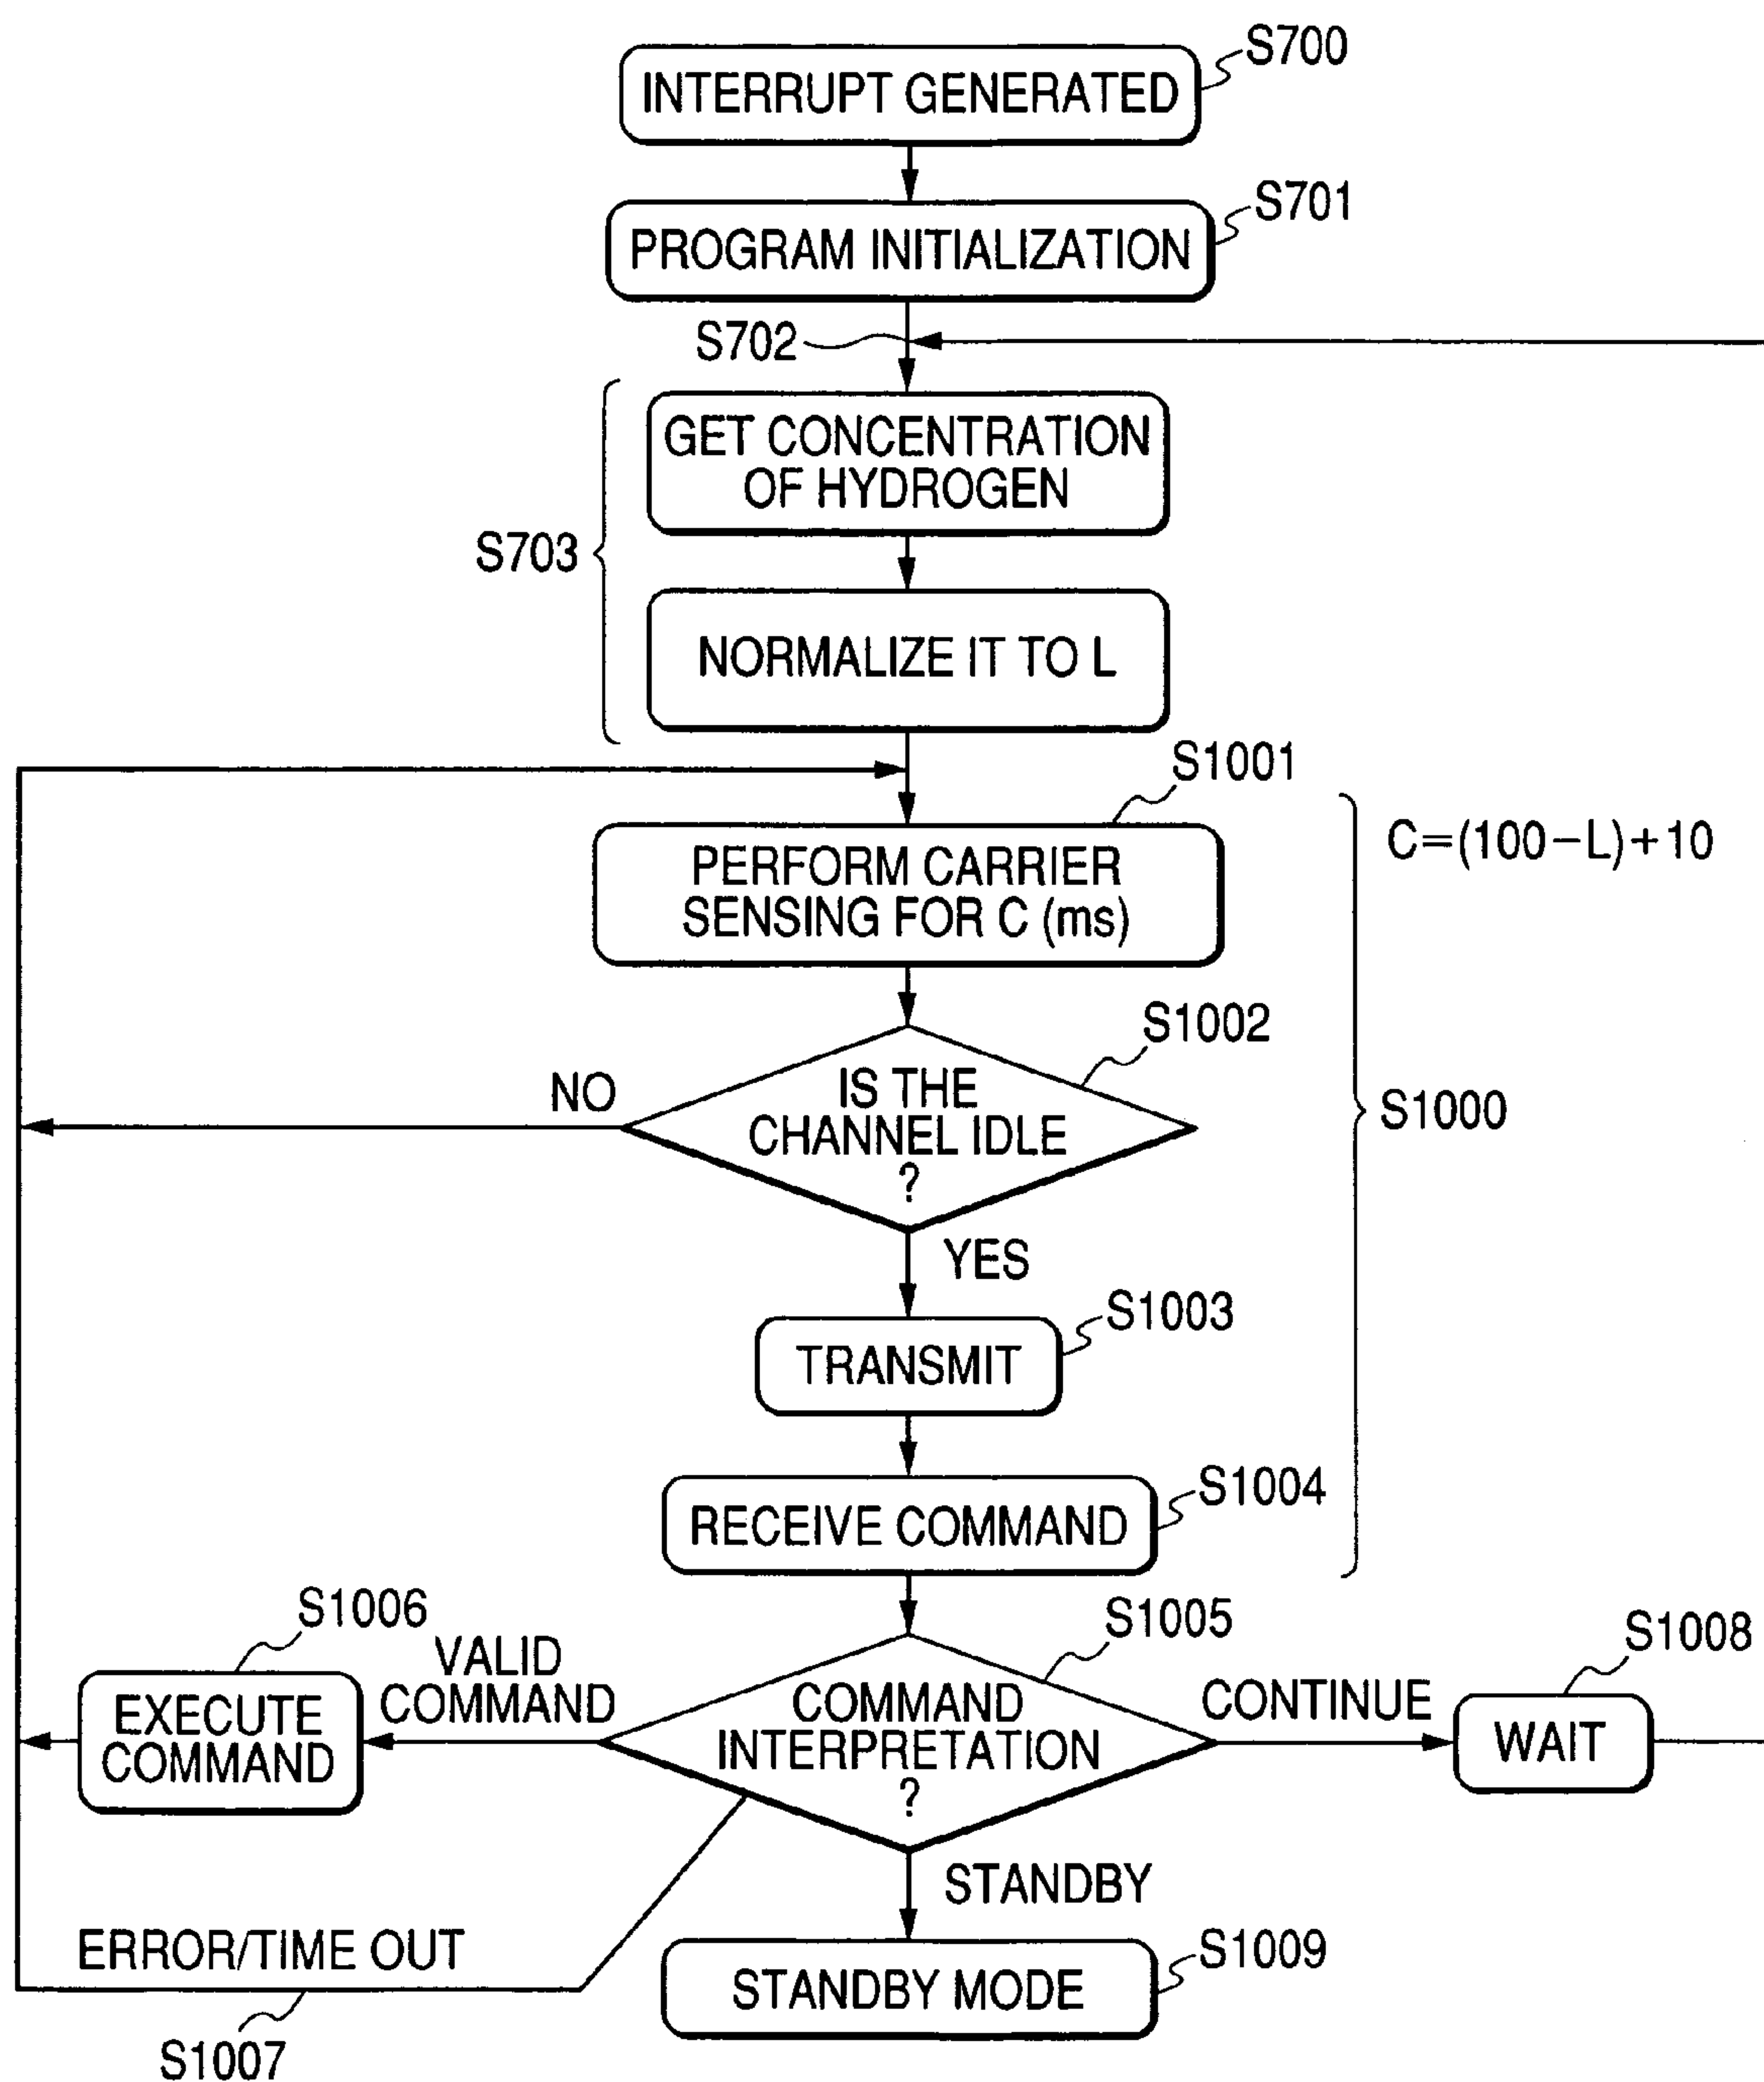 S700
INTERRUPT GENERATED
S701
PROGRAM INITIALIZATION
S702
GET CONCENTRATION
OF HYDROGEN
S703
NORMALIZE IT TO L
S1001
PERFORM CARRIER
SENSING FOR C (ms)
C=(100-L)+10
S1002
IS THE
CHANNEL IDLE
?
NO
S1000
YES
S1003
TRANSMIT
S1004
RECEIVE COMMAND
S1006
S1005
S1008
VALID
COMMAND
EXECUTE
COMMAND
COMMAND
INTERPRETATION
?
CONTINUE
WAIT
STANDBY
ERROR/TIME OUT
S1009
STANDBY MODE
S1007